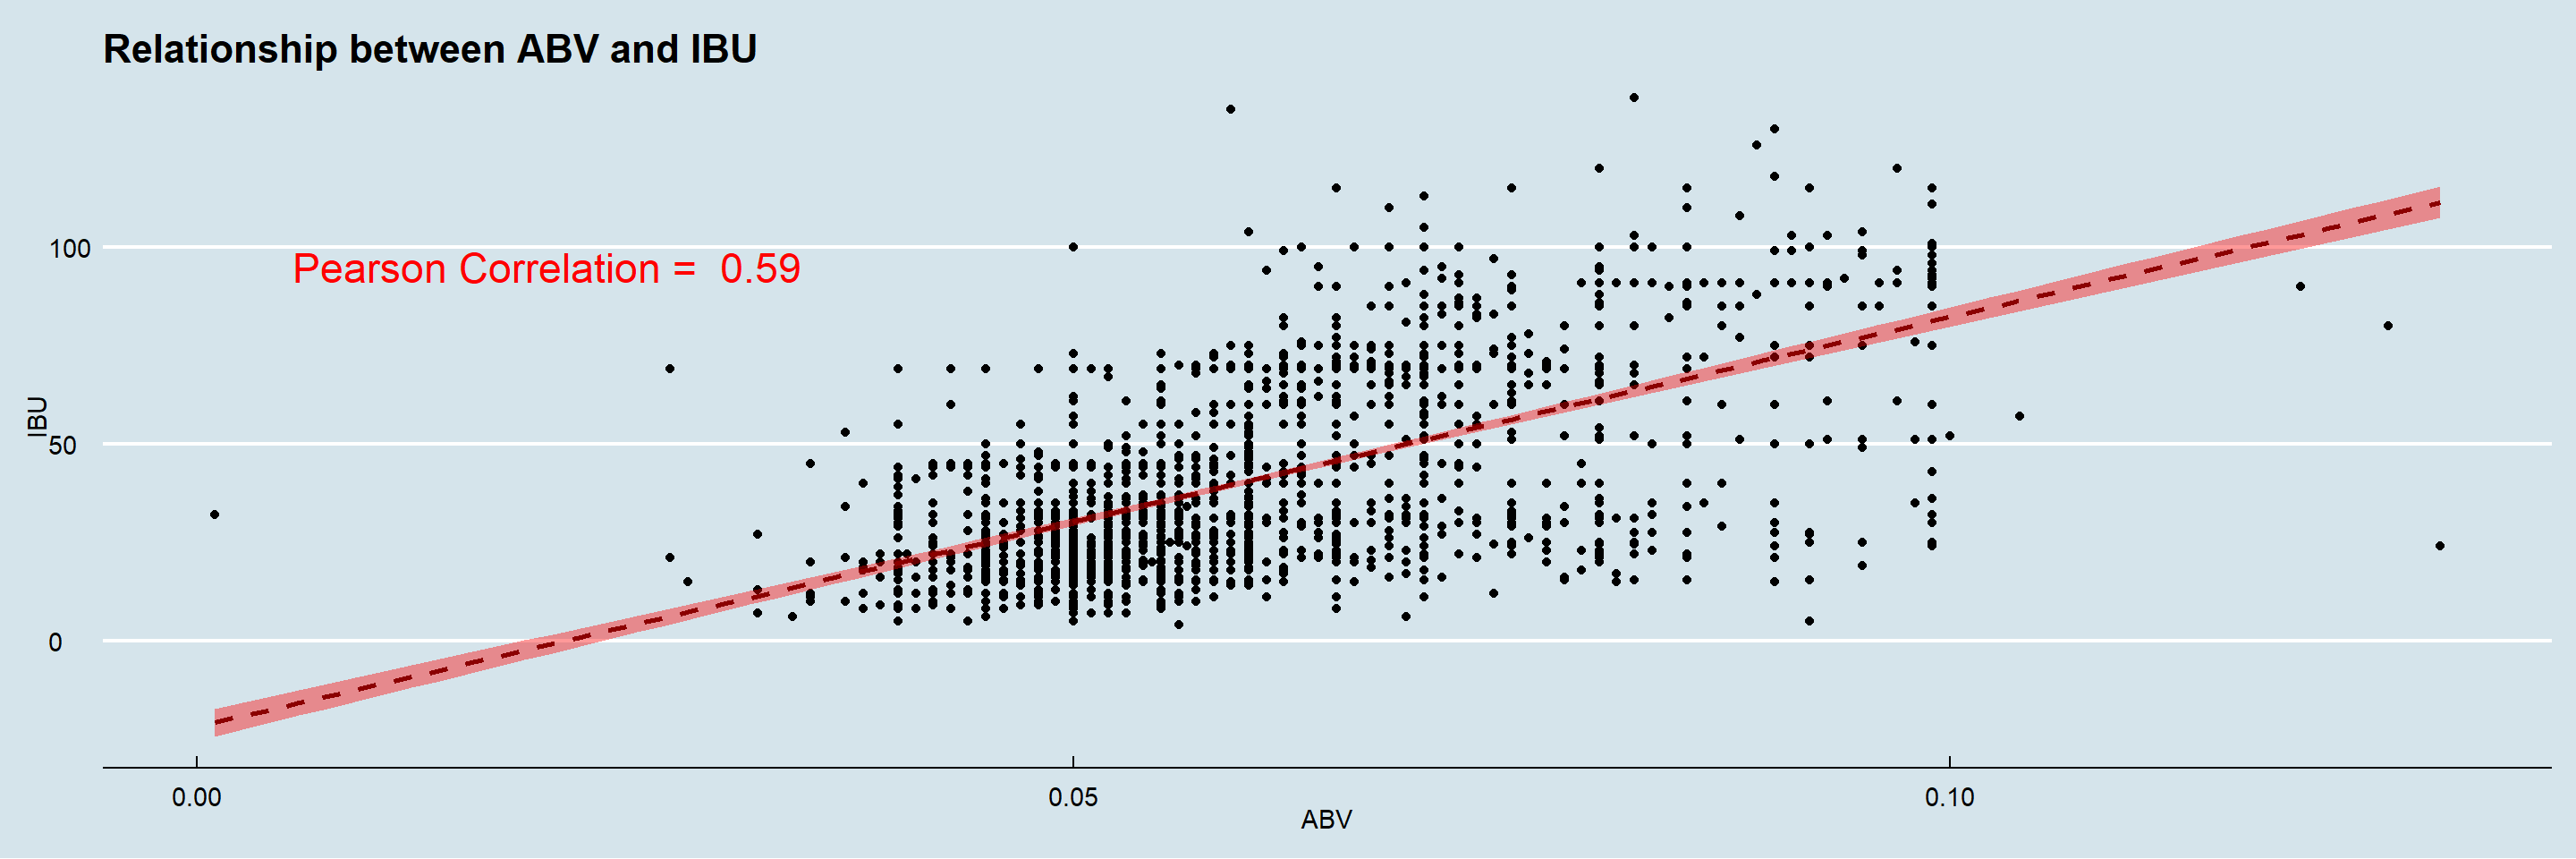 Relationship between ABV and IBU
Pearson Correlation =  0.59
100
50
0
IBU
0.00
0.05
0.10
ABV